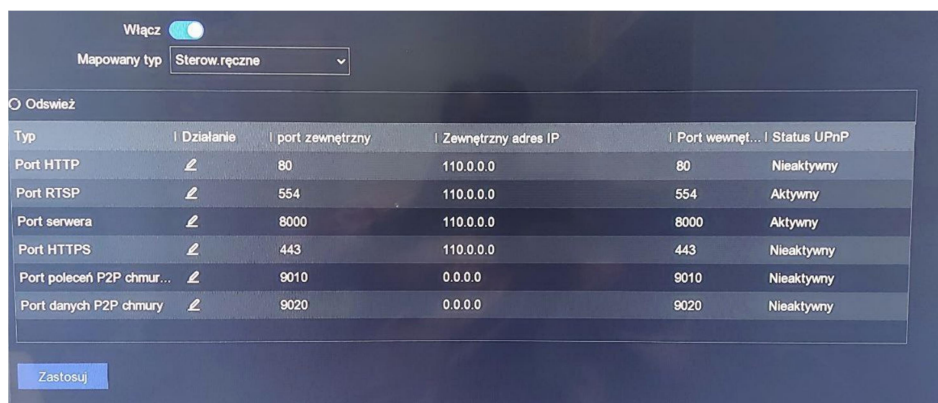 Włącz
Mapowany typ Sterow.ręczne
Odswież
Typ Działanie port zewnętrzny Zewnętrzny adres IP Port wewnęt... Status UPnP
Port HTTP 80 110.0.0.0 80 Nieaktywny
Port RTSP 554 110.0.0.0 554 Aktywny
Port serwera 8000 110.0.0.0 8000 Aktywny
Port HTTPS 443 110.0.0.0 443 Nieaktywny
Port poleceń P2P chmur... 9010 0.0.0.0 9010 Nieaktywny
Port danych P2P chmury 9020 0.0.0.0 9020 Nieaktywny
Zastosuj